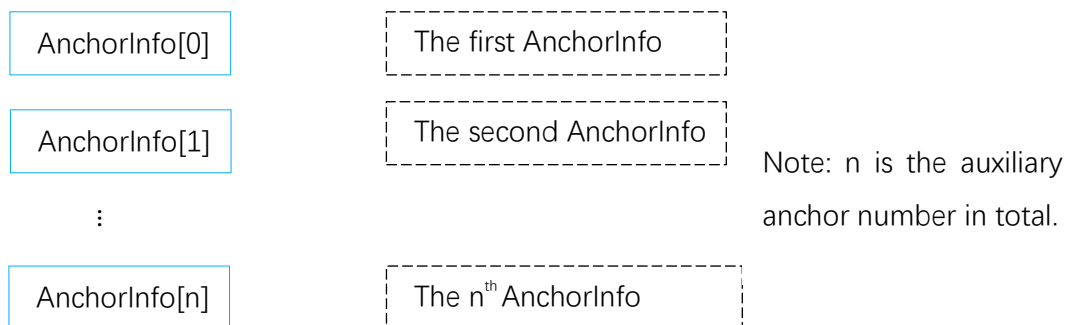 AnchorInfo[0] The first AnchorInfo
AnchorInfo[1] The second AnchorInfo
Note: n is the auxiliary
⋮ anchor number in total.
AnchorInfo[n] The nth AnchorInfo